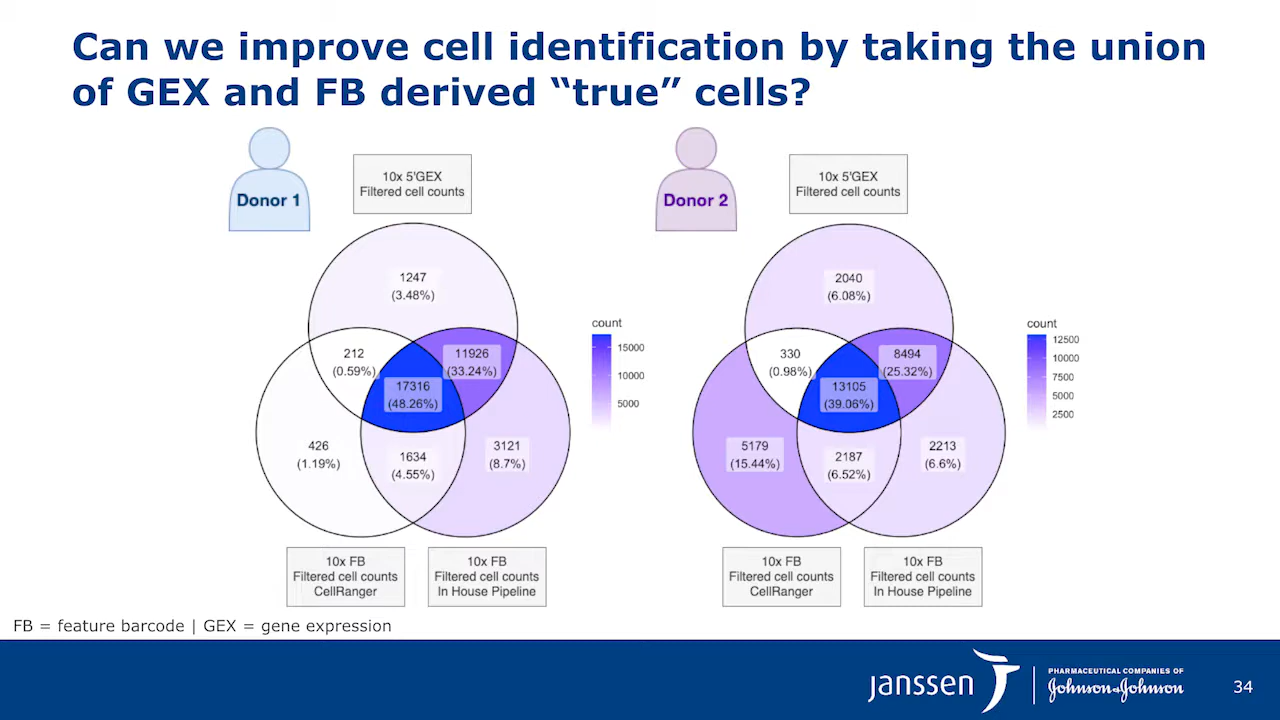 Can we improve cell identification by taking the union
of GEX and FB derived “true” cells?
Donor 1
10x 5'GEX
Filtered cell counts
1247
(3.48%)
212
(0.59%)
11926
(33.24%)
17316
(48.26%)
426
(1.19%)
1634
(4.55%)
3121
(8.7%)
count
15000
10000
5000
10x FB
Filtered cell counts
CellRanger
10x FB
Filtered cell counts
In House Pipeline
Donor 2
10x 5'GEX
Filtered cell counts
2040
(6.08%)
330
(0.98%)
8494
(25.32%)
13105
(39.06%)
5179
(15.44%)
2187
(6.52%)
2213
(6.6%)
count
12500
10000
7500
5000
2500
10x FB
Filtered cell counts
CellRanger
10x FB
Filtered cell counts
In House Pipeline
FB = feature barcode | GEX = gene expression
janssen
PHARMACEUTICAL COMPANIES OF
Johnson & Johnson
34